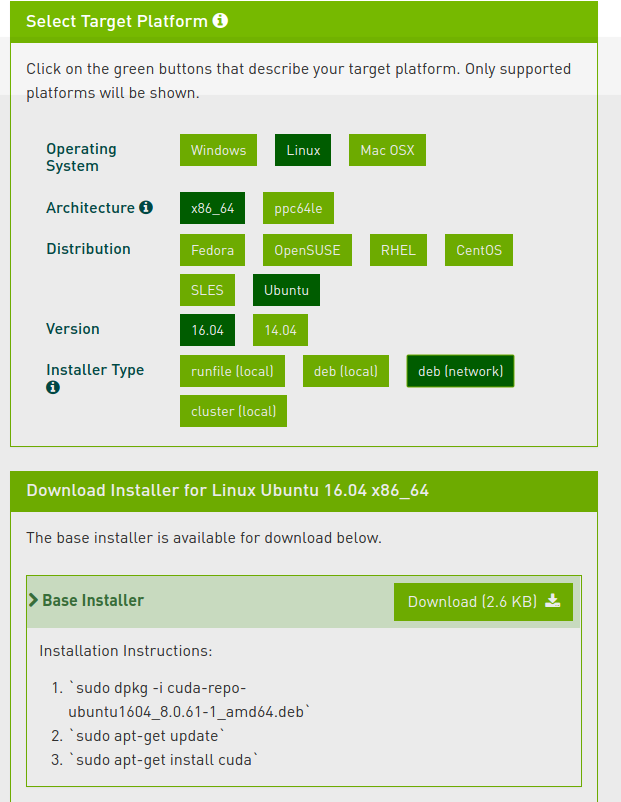 Select Target Platform
Click on the green buttons that describe your target platform. Only supported
platforms will be shown.
Operating
System
Windows Linux Mac OSX
Architecture
x86_64 ppc64le
Distribution
Fedora OpenSUSE RHEL CentOS
SLES Ubuntu
Version
16.04 14.04
Installer Type
runfile (local) deb (local) deb (network)
cluster (local)
Download Installer for Linux Ubuntu 16.04 x86_64
The base installer is available for download below.
Base Installer
Download (2.6 KB)
Installation Instructions:
1. `sudo dpkg -i cuda-repo-
ubuntu1604_8.0.61-1_amd64.deb`
2. `sudo apt-get update`
3. `sudo apt-get install cuda`